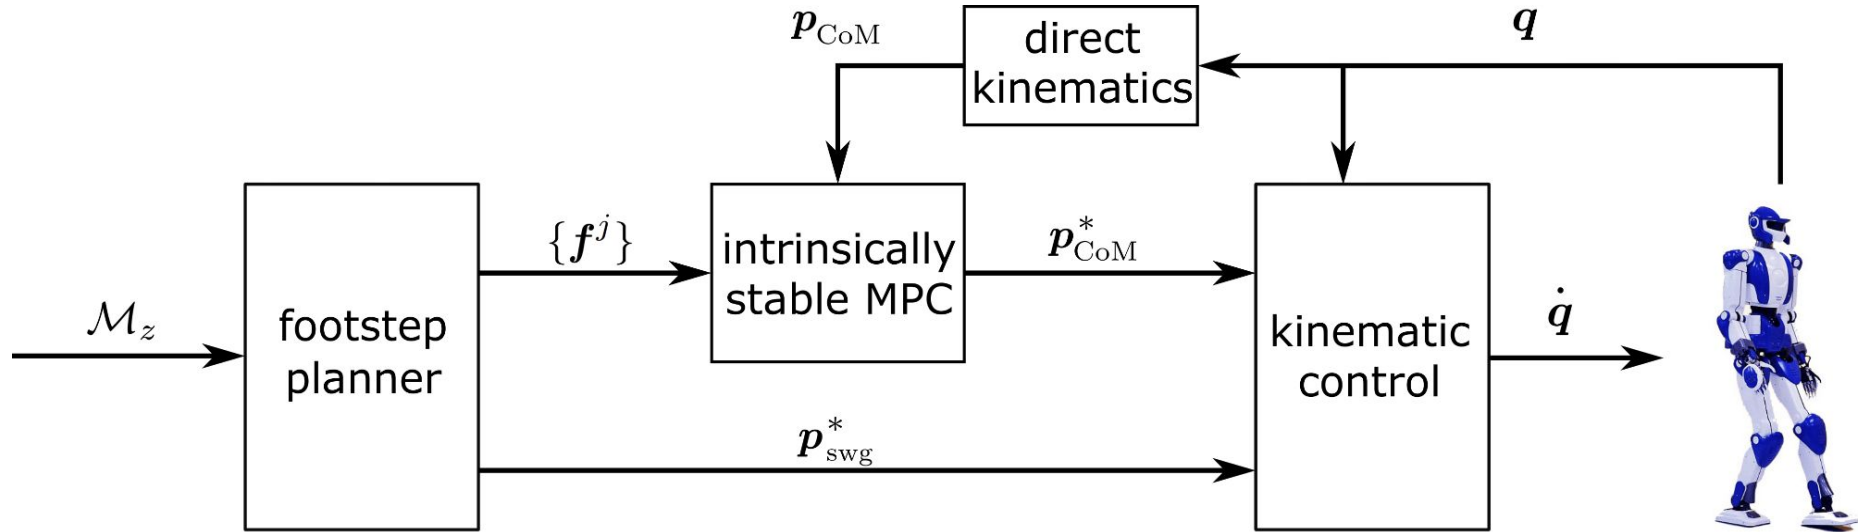 p_CoM
direct
kinematics
q
{f^j}
intrinsically
stable MPC
p*_CoM
ℳ_z
footstep
planner
kinematic
control
q̇
p*_swg